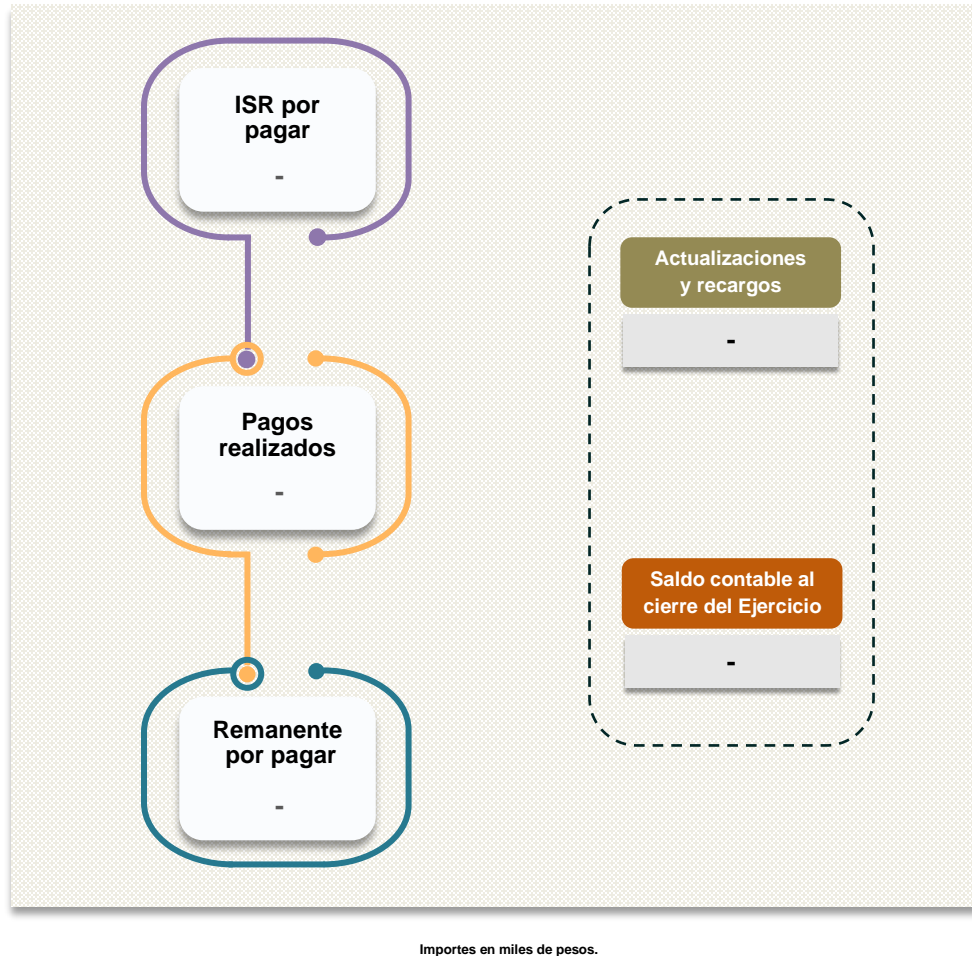 ISR por
pagar
-
Pagos
realizados
-
Remanente
por pagar
-
Actualizaciones
y recargos
-
Saldo contable al
cierre del Ejercicio
-
Importes en miles de pesos.